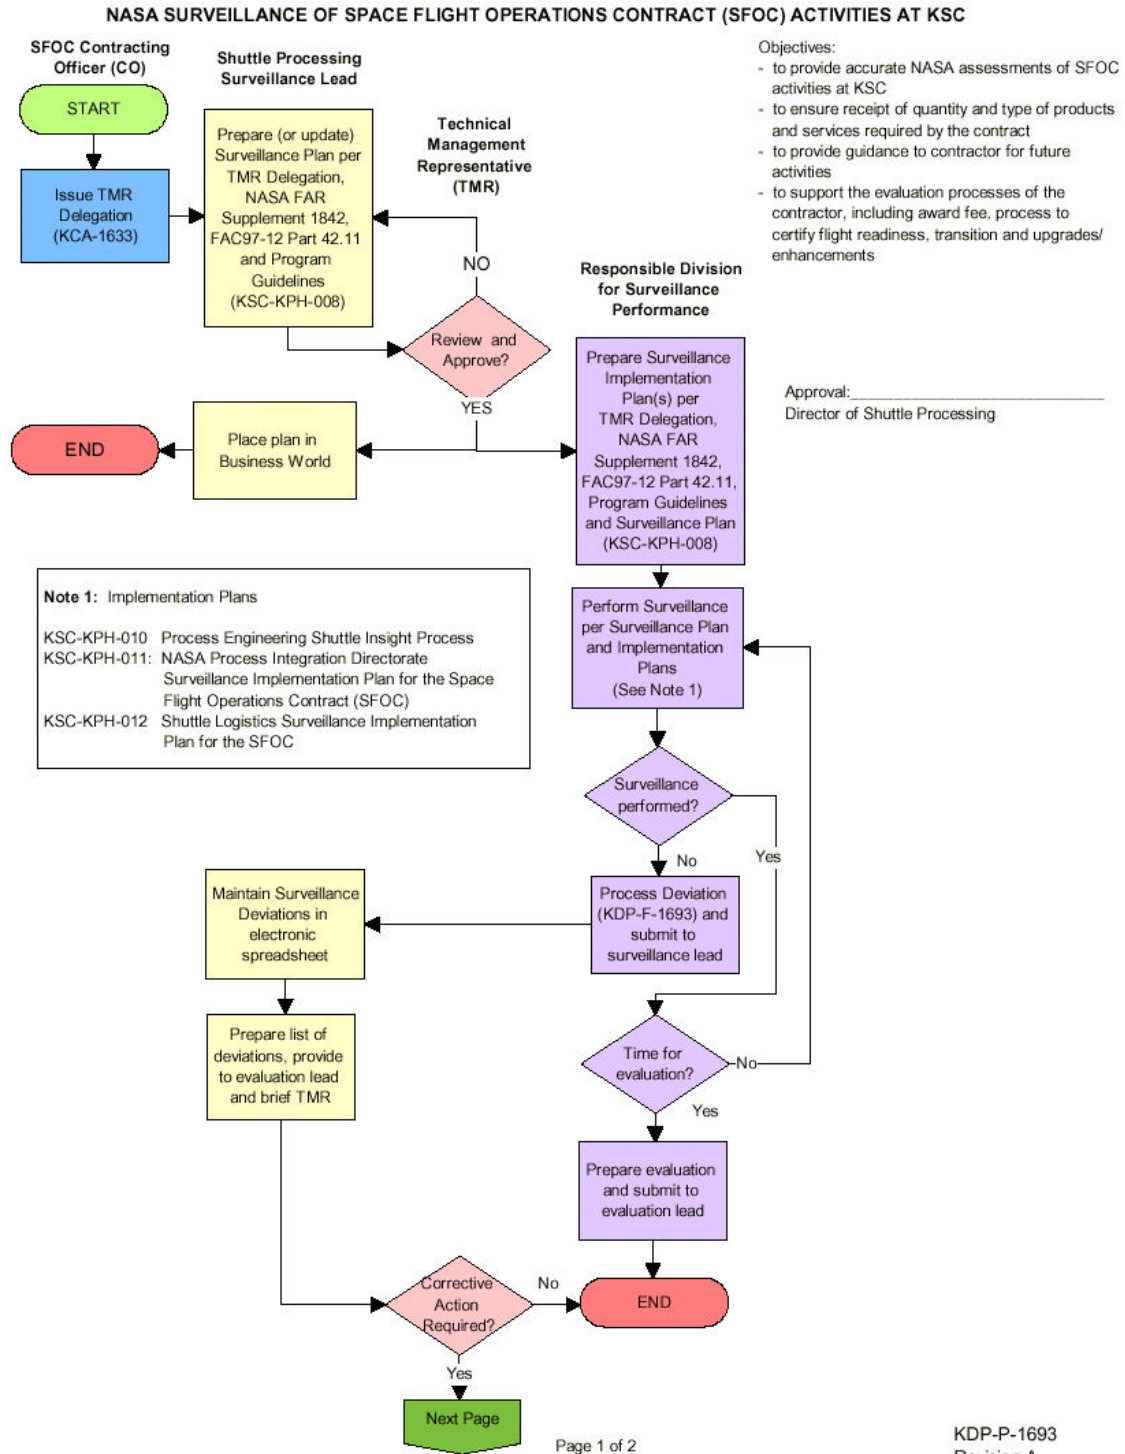 NASA SURVEILLANCE OF SPACE FLIGHT OPERATIONS CONTRACT (SFOC) ACTIVITIES AT KSC
SFOC Contracting
Officer (CO)
START
Issue TMR
Delegation
(KCA-1633)
Shuttle Processing
Surveillance Lead
Prepare (or update)
Surveillance Plan per
TMR Delegation,
NASA FAR
Supplement 1842,
FAC97-12 Part 42.11
and Program
Guidelines
(KSC-KPH-008)
Technical
Management
Representative
(TMR)
NO
Review and
Approve?
YES
Objectives:
- to provide accurate NASA assessments of SFOC
activities at KSC
- to ensure receipt of quantity and type of products
and services required by the contract
- to provide guidance to contractor for future
activities
- to support the evaluation processes of the
contractor, including award fee, process to
certify flight readiness, transition and upgrades/
enhancements
Approval:
Director of Shuttle Processing
Responsible Division
for Surveillance
Performance
Prepare Surveillance
Implementation
Plan(s) per
TMR Delegation,
NASA FAR
Supplement 1842,
FAC97-12 Part 42.11,
Program Guidelines
and Surveillance Plan
(KSC-KPH-008)
Place plan in
Business World
END
Note 1: Implementation Plans
KSC-KPH-010 Process Engineering Shuttle Insight Process
KSC-KPH-011: NASA Process Integration Directorate
Surveillance Implementation Plan for the Space
Flight Operations Contract (SFOC)
KSC-KPH-012 Shuttle Logistics Surveillance Implementation
Plan for the SFOC
Perform Surveillance
per Surveillance Plan
and Implementation
Plans
(See Note 1)
Surveillance
performed?
No
Yes
Process Deviation
(KDP-F-1693) and
submit to
surveillance lead
Maintain Surveillance
Deviations in
electronic
spreadsheet
Prepare list of
deviations, provide
to evaluation lead
and brief TMR
Time for
evaluation?
No
Yes
Prepare evaluation
and submit to
evaluation lead
Corrective
Action
Required?
No
END
Yes
Next Page
Page 1 of 2
KDP-P-1693
Revision A